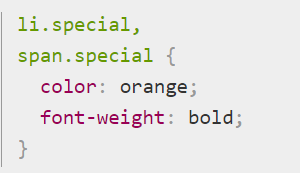 li.special,
span.special {
  color: orange;
  font-weight: bold;
}